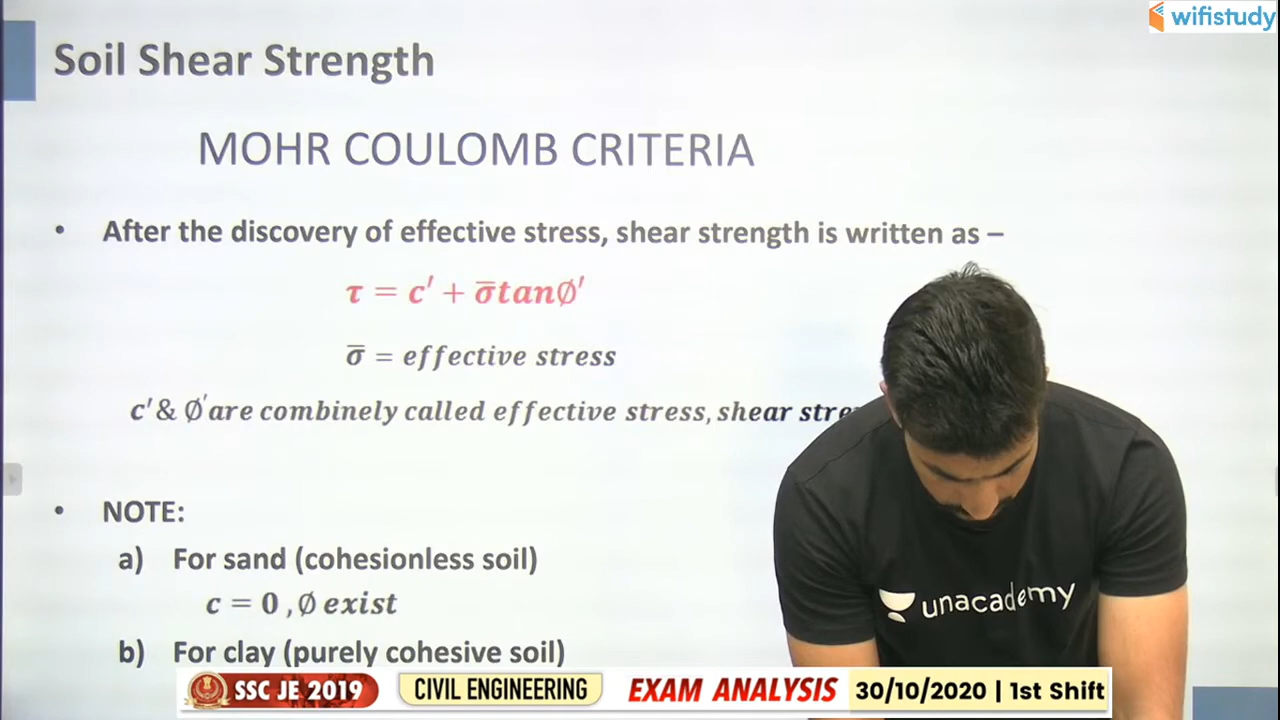 wifistudy
Soil Shear Strength
MOHR COULOMB CRITERIA
• After the discovery of effective stress, shear strength is written as –
τ = c′ + σ̅tan∅′
σ̅ = effective stress
c′ & ∅′ are combinely called effective stress, shear
• NOTE:
a) For sand (cohesionless soil)
c = 0 , ∅ exist
b) For clay (purely cohesive soil)
unacademy
SSC JE 2019 CIVIL ENGINEERING EXAM ANALYSIS 30/10/2020 | 1st Shift